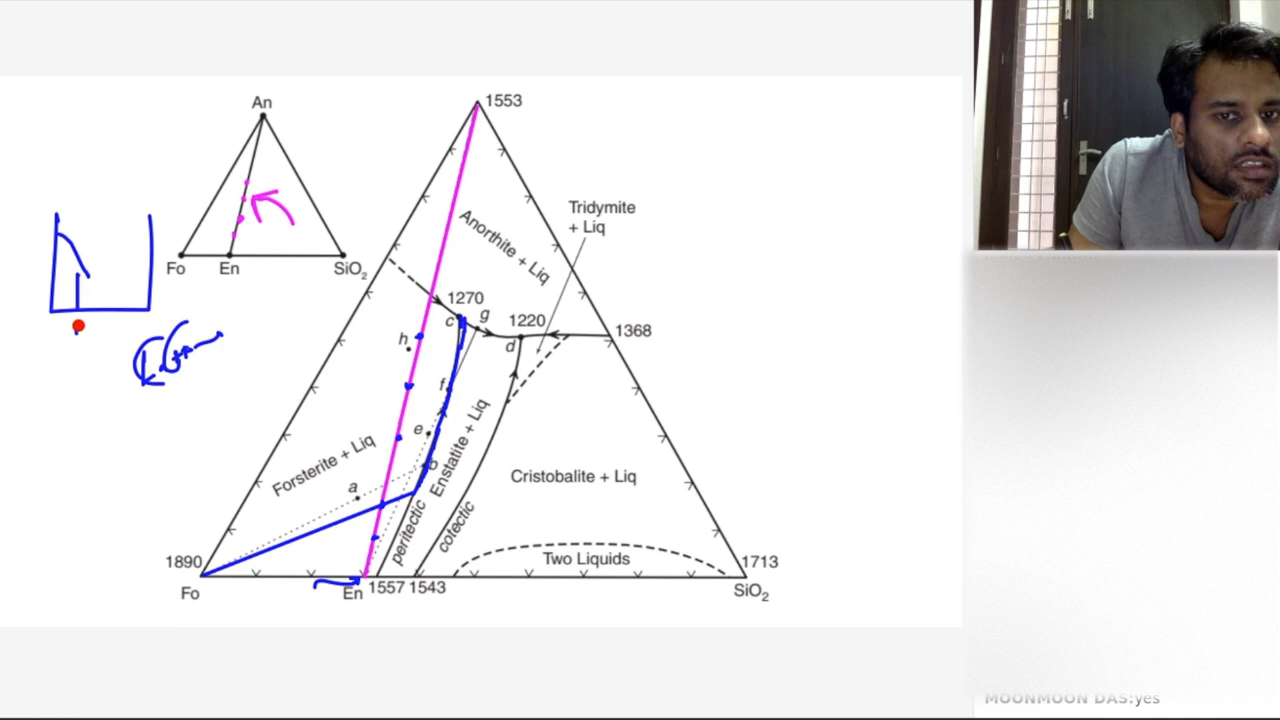 An
Fo
En
SiO₂
1553
Anorthite + Liq
Tridymite
+ Liq
1270
c
g
1220
d
1368
h
f
e
b
a
Forsterite + Liq
Enstatite + Liq
Cristobalite + Liq
peritectic
cotectic
Two Liquids
1890
1713
Fo
En
1557
1543
SiO₂
MOONMOON DAS:yes